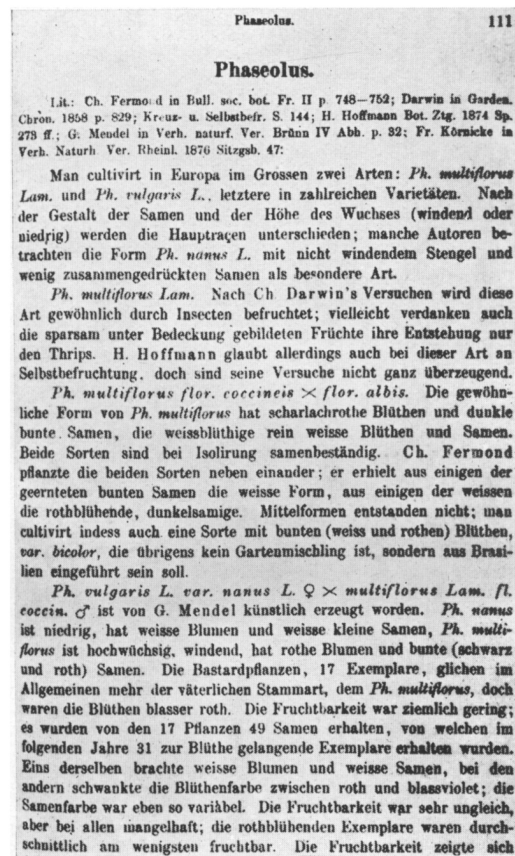 Phaseolus. 111
Phaseolus.
Lit.: Ch. Fermond in Bull. soc. bot. Fr. II p. 748—752; Darwin in Garden.
Chron. 1858 p. 829; Kreuz- u. Selbstbefr. S. 144; H. Hoffmann Bot. Ztg. 1874 Sp.
273 ff.; G. Mendel in Verh. naturf. Ver. Brünn IV Abh. p. 32; Fr. Körnicke in
Verh. Naturh. Ver. Rheinl. 1876 Sitzgsb. 47:
Man cultivirt in Europa im Grossen zwei Arten: Ph. multiflorus
Lam. und Ph. vulgaris L., letztere in zahlreichen Varietäten. Nach
der Gestalt der Samen und der Höhe des Wuchses (windend oder
niedrig) werden die Hauptraçen unterschieden; manche Autoren be-
trachten die Form Ph. nanus L. mit nicht windendem Stengel und
wenig zusammengedrückten Samen als besondere Art.
Ph. multiflorus Lam. Nach Ch. Darwin's Versuchen wird diese
Art gewöhnlich durch Insecten befruchtet; vielleicht verdanken auch
die sparsam unter Bedeckung gebildeten Früchte ihre Entstehung nur
den Thrips. H. Hoffmann glaubt allerdings auch bei dieser Art an
Selbstbefruchtung, doch sind seine Versuche nicht ganz überzeugend.
Ph. multiflorus flor. coccineis × flor. albis. Die gewöhn-
liche Form von Ph. multiflorus hat scharlachrothe Blüthen und dunkle
bunte Samen, die weissblüthige rein weisse Blüthen und Samen.
Beide Sorten sind bei Isolirung samenbeständig. Ch. Fermond
pflanzte die beiden Sorten neben einander; er erhielt aus einigen der
geernteten bunten Samen die weisse Form, aus einigen der weissen
die rothblühende, dunkelsamige. Mittelformen entstanden nicht; man
cultivirt indess auch eine Sorte mit bunten (weiss und rothen) Blüthen,
var. bicolor, die übrigens kein Gartenmischling ist, sondern aus Brasi-
lien eingeführt sein soll.
Ph. vulgaris L. var. nanus L. ♀ × multiflorus Lam. fl.
coccin. ♂ ist von G. Mendel künstlich erzeugt worden. Ph. nanus
ist niedrig, hat weisse Blumen und weisse kleine Samen, Ph. multi-
florus ist hochwüchsig, windend, hat rothe Blumen und bunte (schwarz
und roth) Samen. Die Bastardpflanzen, 17 Exemplare, glichen im
Allgemeinen mehr der väterlichen Stammart, dem Ph. multiflorus, doch
waren die Blüthen blasser roth. Die Fruchtbarkeit war ziemlich gering;
es wurden von den 17 Pflanzen 49 Samen erhalten, von welchen im
folgenden Jahre 31 zur Blüthe gelangende Exemplare erhalten wurden.
Eins derselben brachte weisse Blumen und weisse Samen, bei den
andern schwankte die Blüthenfarbe zwischen roth und blassviolet; die
Samenfarbe war eben so variabel. Die Fruchtbarkeit war sehr ungleich,
aber bei allen mangelhaft; die rothblühenden Exemplare waren durch-
schnittlich am wenigsten fruchtbar. Die Fruchtbarkeit zeigte sich